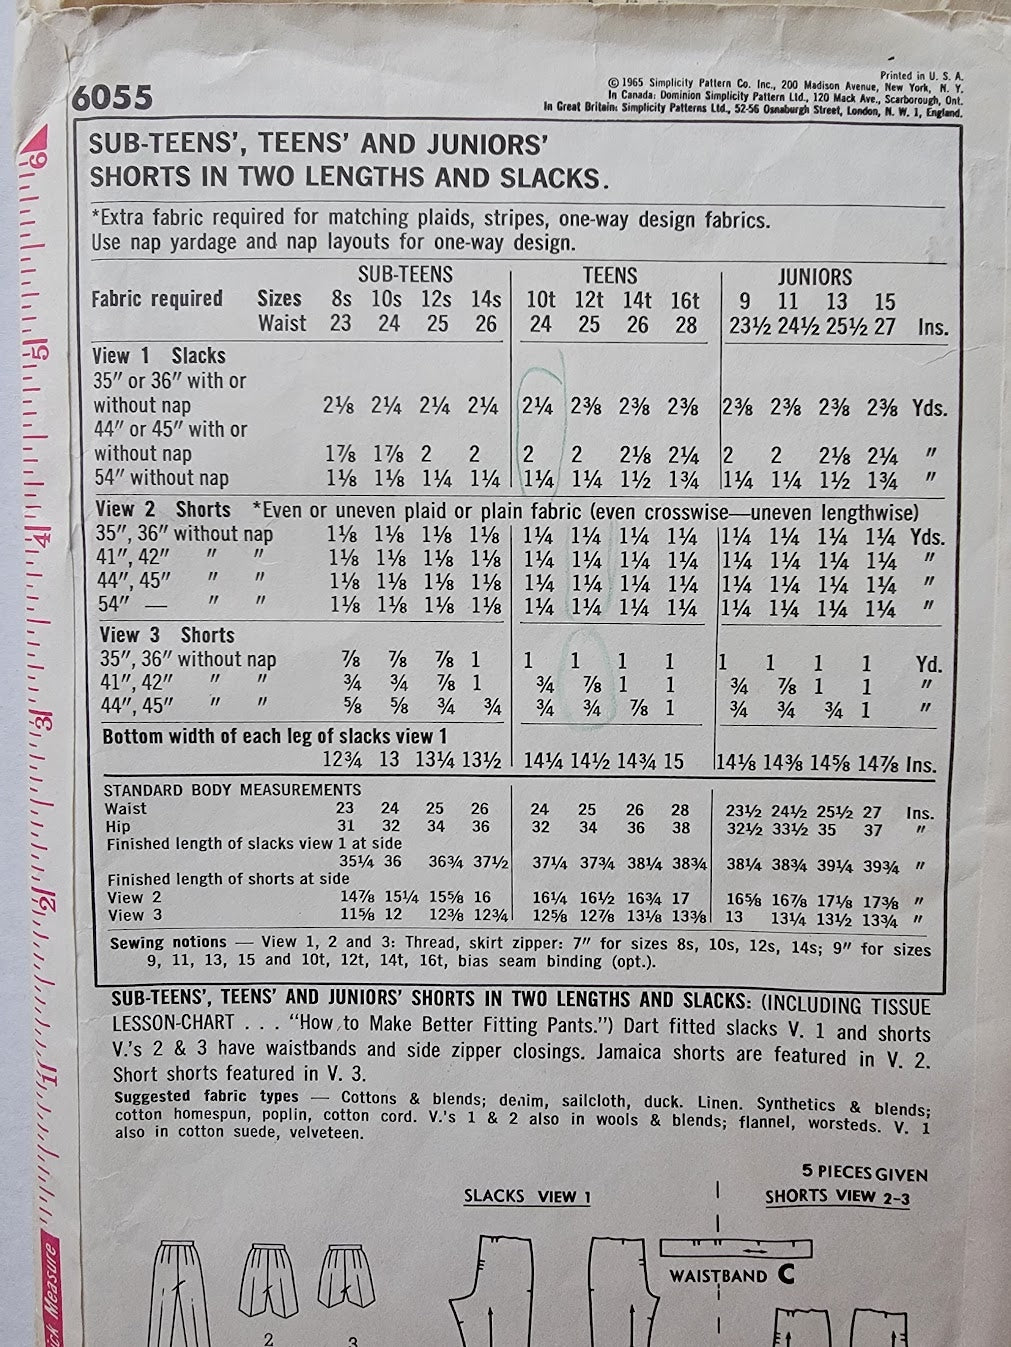 6055
Printed in U. S. A.
© 1965 Simplicity Pattern Co. Inc., 200 Madison Avenue, New York, N. Y.
In Canada: Dominion Simplicity Pattern Ltd., 120 Mack Ave., Scarborough, Ont.
In Great Britain: Simplicity Patterns Ltd., 52-56 Osnaburgh Street, London, N. W. 1, England.
SUB-TEENS', TEENS' AND JUNIORS'
SHORTS IN TWO LENGTHS AND SLACKS.
*Extra fabric required for matching plaids, stripes, one-way design fabrics.
Use nap yardage and nap layouts for one-way design.
SUB-TEENS TEENS JUNIORS
Fabric required Sizes 8s 10s 12s 14s 10t 12t 14t 16t 9 11 13 15
Waist 23 24 25 26 24 25 26 28 23½ 24½ 25½ 27 Ins.
View 1 Slacks
35" or 36" with or
without nap 2⅛ 2¼ 2¼ 2¼ 2¼ 2⅜ 2⅜ 2⅜ 2⅜ 2⅜ 2⅜ 2⅜ Yds.
44" or 45" with or
without nap 1⅞ 1⅞ 2 2 2 2 2⅛ 2¼ 2 2 2⅛ 2¼ "
54" without nap 1⅛ 1⅛ 1¼ 1¼ 1¼ 1¼ 1½ 1¾ 1¼ 1¼ 1½ 1¾ "
View 2 Shorts *Even or uneven plaid or plain fabric (even crosswise—uneven lengthwise)
35", 36" without nap 1⅛ 1⅛ 1⅛ 1⅛ 1¼ 1¼ 1¼ 1¼ 1¼ 1¼ 1¼ 1¼ Yds.
41", 42" " " 1⅛ 1⅛ 1⅛ 1⅛ 1¼ 1¼ 1¼ 1¼ 1¼ 1¼ 1¼ 1¼ "
44", 45" " " 1⅛ 1⅛ 1⅛ 1⅛ 1¼ 1¼ 1¼ 1¼ 1¼ 1¼ 1¼ 1¼ "
54" — " " 1⅛ 1⅛ 1⅛ 1⅛ 1¼ 1¼ 1¼ 1¼ 1¼ 1¼ 1¼ 1¼ "
View 3 Shorts
35", 36" without nap ⅞ ⅞ ⅞ 1 1 1 1 1 1 1 1 1 Yd.
41", 42" " " ¾ ¾ ⅞ 1 ¾ ⅞ 1 1 ¾ ⅞ 1 1 "
44", 45" " " ⅝ ⅝ ¾ ¾ ¾ ¾ ⅞ 1 ¾ ¾ ¾ 1 "
Bottom width of each leg of slacks view 1
12¾ 13 13¼ 13½ 14¼ 14½ 14¾ 15 14⅛ 14⅜ 14⅝ 14⅞ Ins.
STANDARD BODY MEASUREMENTS
Waist 23 24 25 26 24 25 26 28 23½ 24½ 25½ 27 Ins.
Hip 31 32 34 36 32 34 36 38 32½ 33½ 35 37 "
Finished length of slacks view 1 at side
35¼ 36 36¾ 37½ 37¼ 37¾ 38¼ 38¾ 38¼ 38¾ 39¼ 39¾ "
Finished length of shorts at side
View 2 14⅞ 15¼ 15⅝ 16 16¼ 16½ 16¾ 17 16⅝ 16⅞ 17⅛ 17⅜ "
View 3 11⅝ 12 12⅜ 12¾ 12⅝ 12⅞ 13⅛ 13⅜ 13 13¼ 13½ 13¾ "
Sewing notions — View 1, 2 and 3: Thread, skirt zipper: 7" for sizes 8s, 10s, 12s, 14s; 9" for sizes
9, 11, 13, 15 and 10t, 12t, 14t, 16t, bias seam binding (opt.).
SUB-TEENS', TEENS' AND JUNIORS' SHORTS IN TWO LENGTHS AND SLACKS: (INCLUDING TISSUE
LESSON-CHART . . . "How to Make Better Fitting Pants.") Dart fitted slacks V. 1 and shorts
V.'s 2 & 3 have waistbands and side zipper closings. Jamaica shorts are featured in V. 2.
Short shorts featured in V. 3.
Suggested fabric types — Cottons & blends; denim, sailcloth, duck. Linen. Synthetics & blends;
cotton homespun, poplin, cotton cord. V.'s 1 & 2 also in wools & blends; flannel, worsteds. V. 1
also in cotton suede, velveteen.
5 PIECES GIVEN
SLACKS VIEW 1
SHORTS VIEW 2-3
WAISTBAND C
2
3
6
5
4
3
2
1
ick Measure